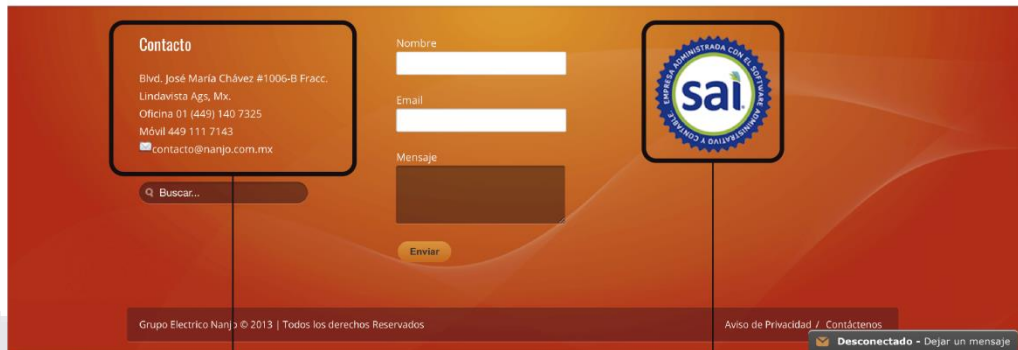 Contacto
Blvd. José María Chávez #1006-B Fracc.
Lindavista Ags, Mx.
Oficina 01 (449) 140 7325
Móvil 449 111 7143
contacto@nanjo.com.mx
Buscar...
Nombre
Email
Mensaje
Enviar
EMPRESA ADMINISTRADA CON EL SOFTWARE ADMINISTRATIVO Y CONTABLE
sai
Grupo Electrico Nanjo © 2013 | Todos los derechos Reservados
Aviso de Privacidad / Contáctenos
Desconectado - Dejar un mensaje